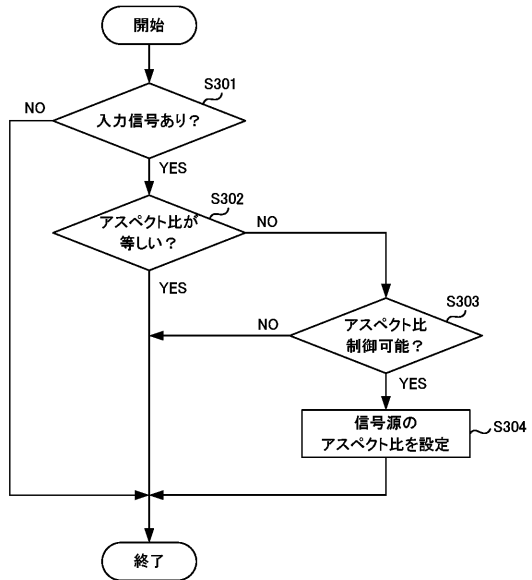 開始
S301
NO
入力信号あり？
YES
S302
アスペクト比が
等しい？
NO
YES
S303
NO
アスペクト比
制御可能？
YES
信号源の
アスペクト比を設定
S304
終了